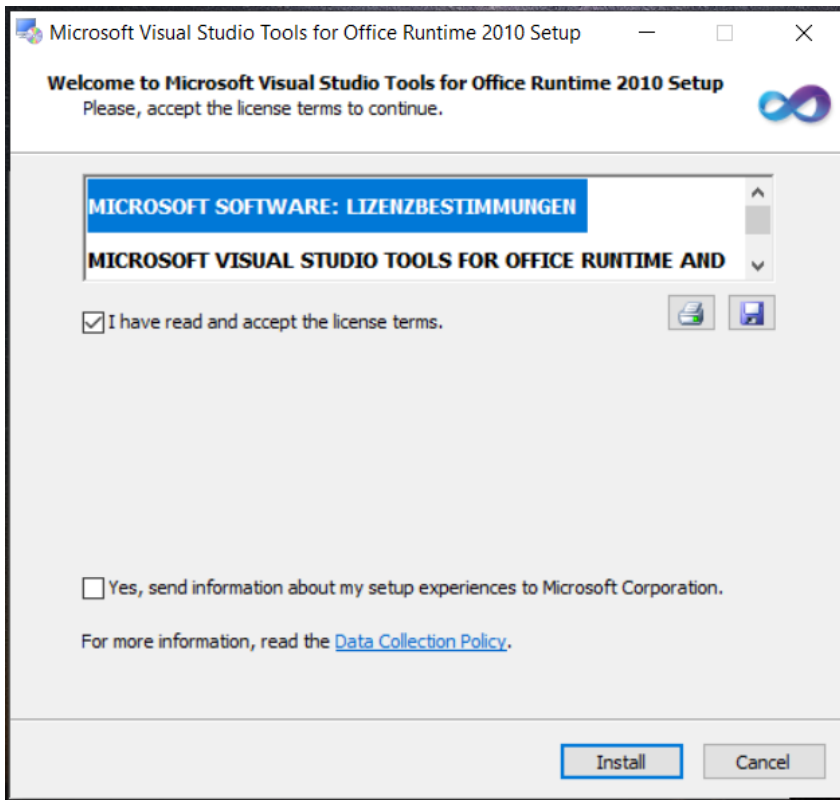 Microsoft Visual Studio Tools for Office Runtime 2010 Setup
Welcome to Microsoft Visual Studio Tools for Office Runtime 2010 Setup
Please, accept the license terms to continue.
MICROSOFT SOFTWARE: LIZENZBESTIMMUNGEN
MICROSOFT VISUAL STUDIO TOOLS FOR OFFICE RUNTIME AND
I have read and accept the license terms.
Yes, send information about my setup experiences to Microsoft Corporation.
For more information, read the Data Collection Policy.
Install Cancel